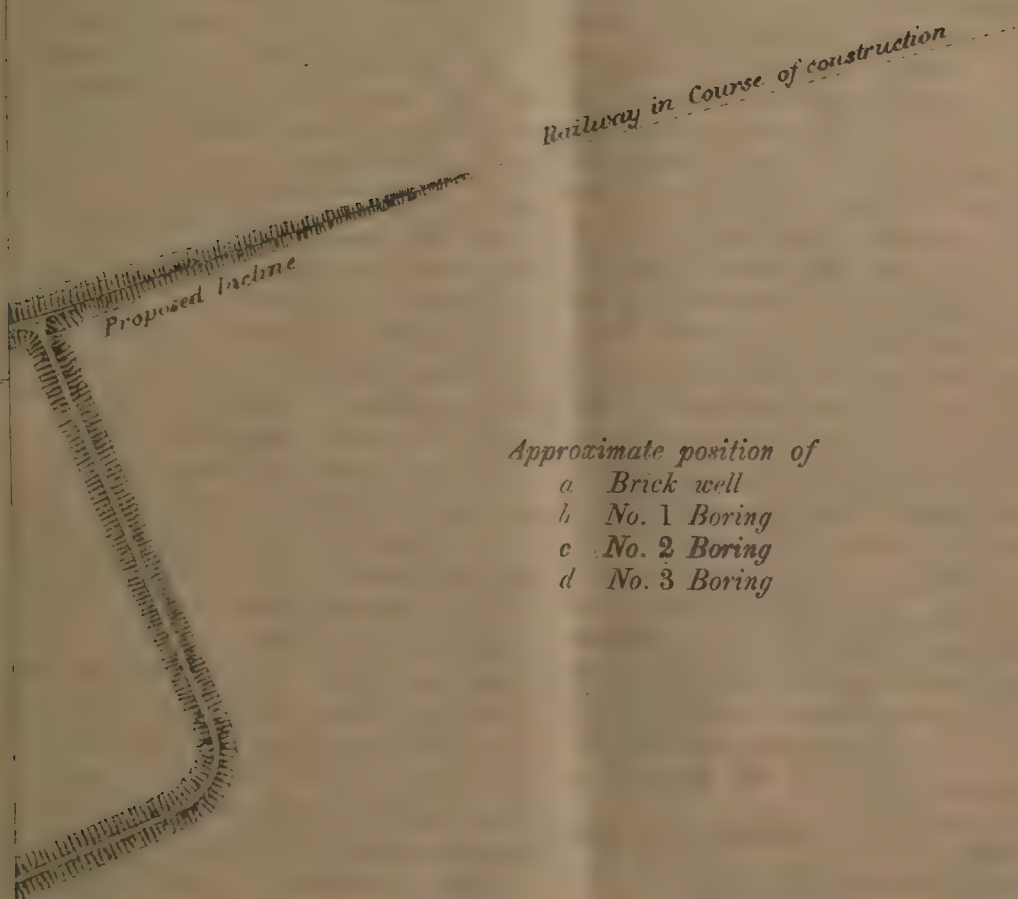 Railway in Course of construction
Proposed Incline
Approximate position of
a Brick well
b No. 1 Boring
c No. 2 Boring
d No. 3 Boring